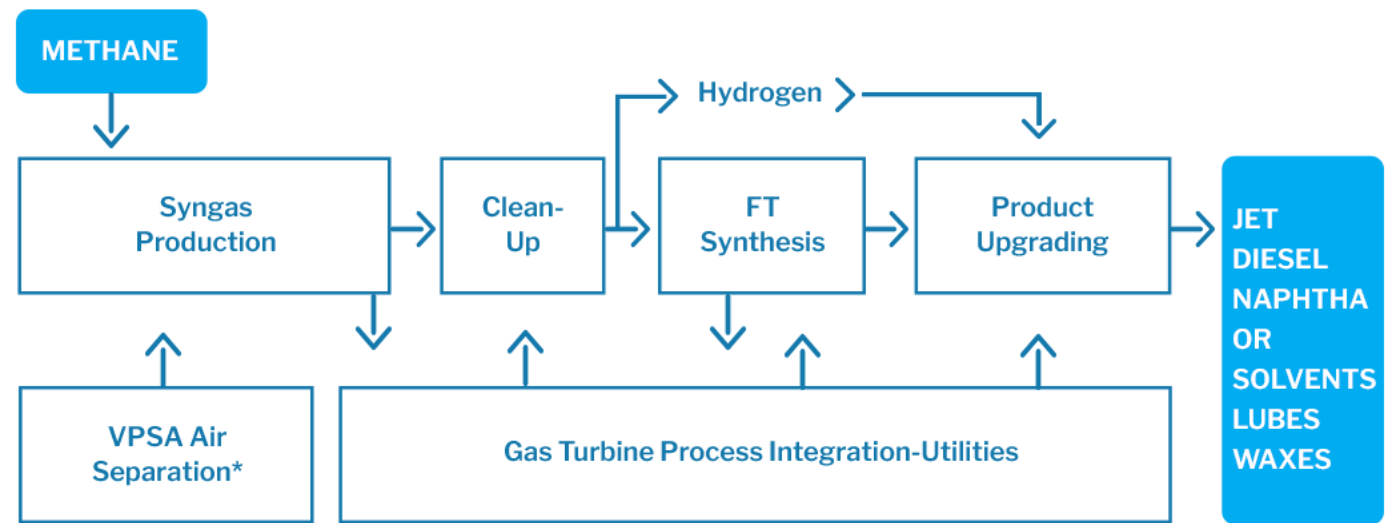 METHANE
Hydrogen
Syngas
Production
Clean-
Up
FT
Synthesis
Product
Upgrading
JET
DIESEL
NAPHTHA
OR
SOLVENTS
LUBES
WAXES
VPSA Air
Separation*
Gas Turbine Process Integration-Utilities